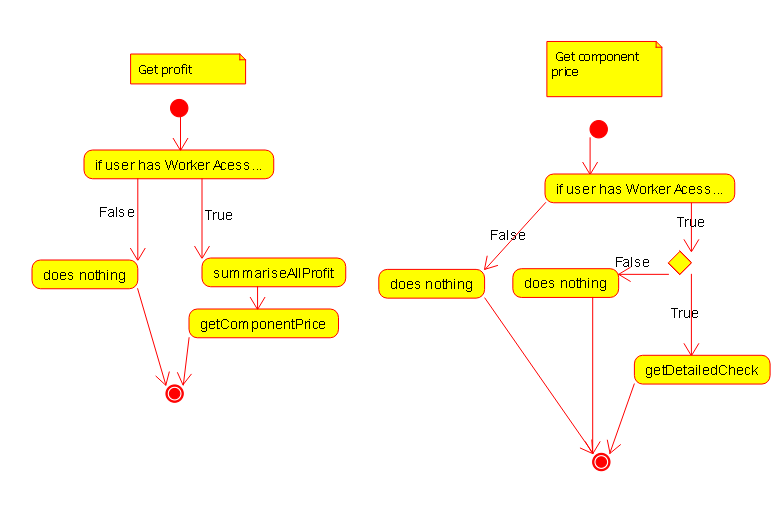 Get profit
if user has Worker Acess...
False
True
does nothing
summariseAllProfit
getComponentPrice
Get component
price
if user has Worker Acess...
False
True
False
does nothing
does nothing
True
getDetailedCheck